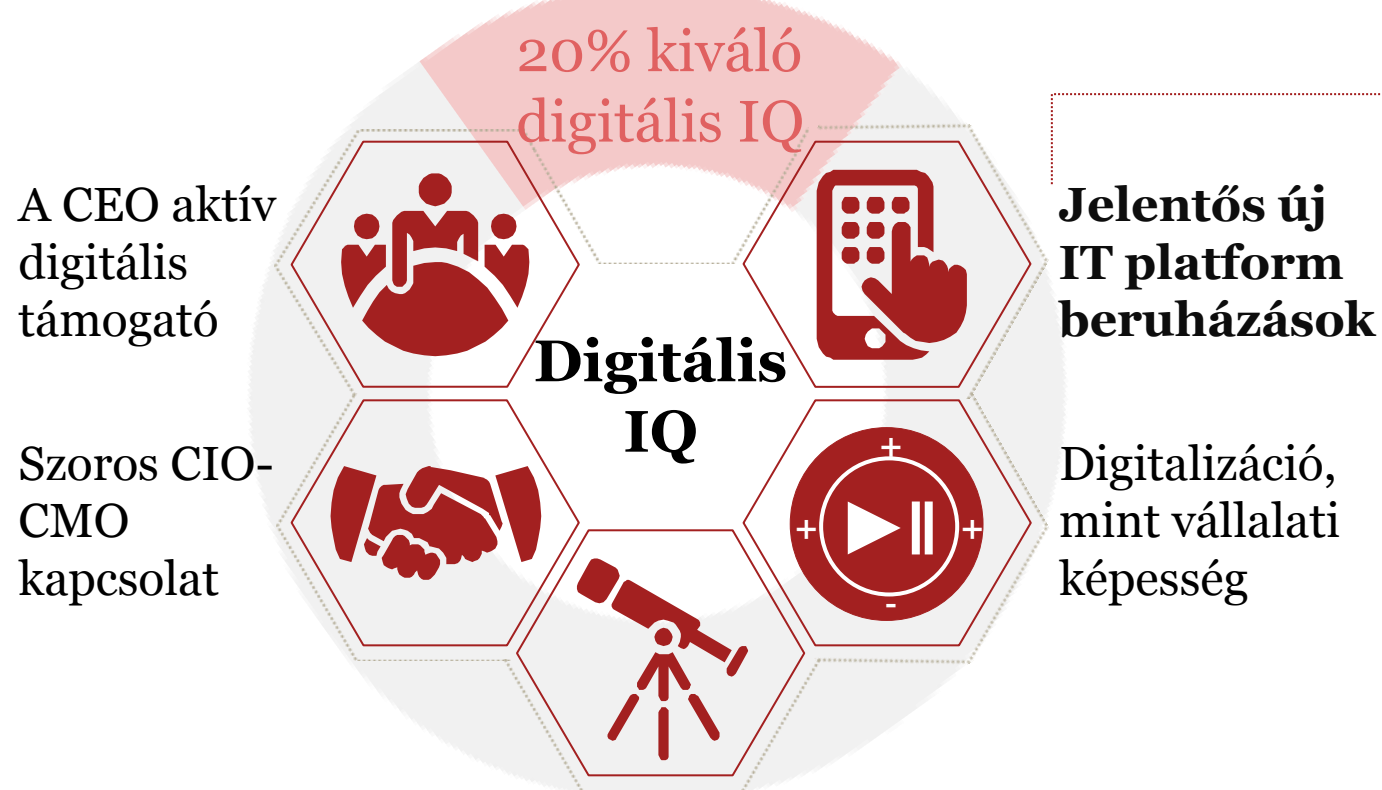 20% kiváló
digitális IQ
A CEO aktív
digitális
támogató
Jelentős új
IT platform
beruházások
Digitális
IQ
Szoros CIO-
CMO
kapcsolat
Digitalizáció,
mint vállalati
képesség
+
+
+
-